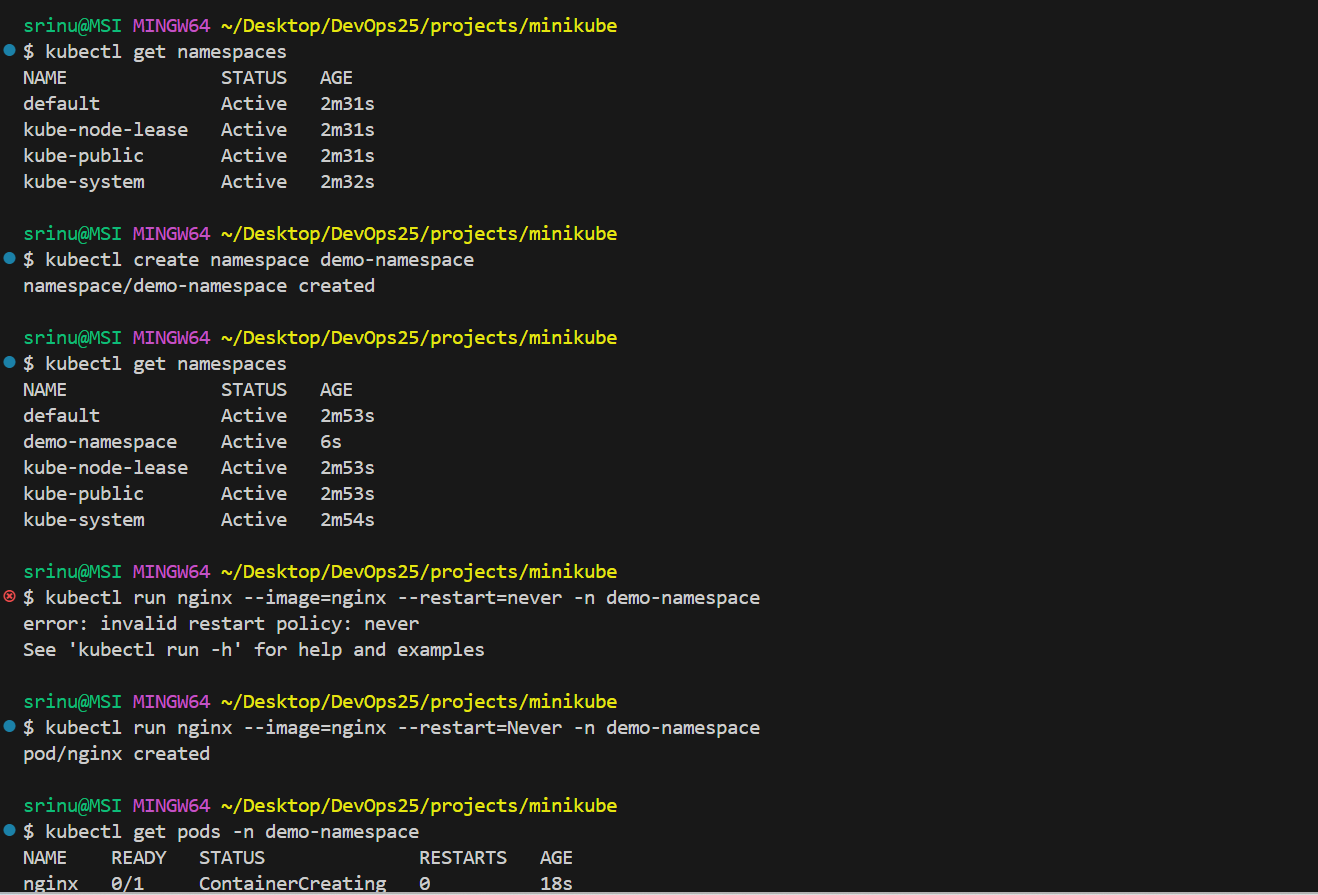 srinu@MSI MINGW64 ~/Desktop/DevOps25/projects/minikube
$ kubectl get namespaces
NAME              STATUS   AGE
default           Active   2m31s
kube-node-lease   Active   2m31s
kube-public       Active   2m31s
kube-system       Active   2m32s
srinu@MSI MINGW64 ~/Desktop/DevOps25/projects/minikube
$ kubectl create namespace demo-namespace
namespace/demo-namespace created
srinu@MSI MINGW64 ~/Desktop/DevOps25/projects/minikube
$ kubectl get namespaces
NAME              STATUS   AGE
default           Active   2m53s
demo-namespace    Active   6s
kube-node-lease   Active   2m53s
kube-public       Active   2m53s
kube-system       Active   2m54s
srinu@MSI MINGW64 ~/Desktop/DevOps25/projects/minikube
$ kubectl run nginx --image=nginx --restart=never -n demo-namespace
error: invalid restart policy: never
See 'kubectl run -h' for help and examples
srinu@MSI MINGW64 ~/Desktop/DevOps25/projects/minikube
$ kubectl run nginx --image=nginx --restart=Never -n demo-namespace
pod/nginx created
srinu@MSI MINGW64 ~/Desktop/DevOps25/projects/minikube
$ kubectl get pods -n demo-namespace
NAME    READY   STATUS              RESTARTS   AGE
nginx   0/1     ContainerCreating   0          18s